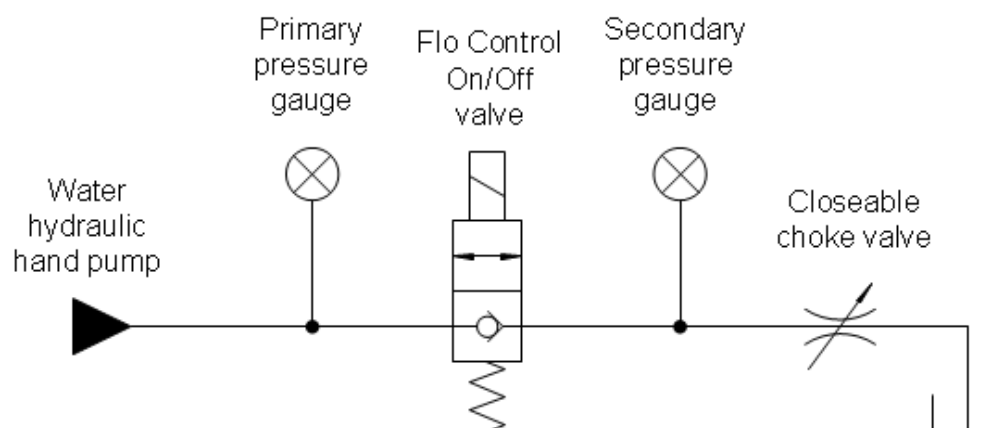 Primary
pressure
gauge
Flo Control
On/Off
valve
Secondary
pressure
gauge
Water
hydraulic
hand pump
Closeable
choke valve